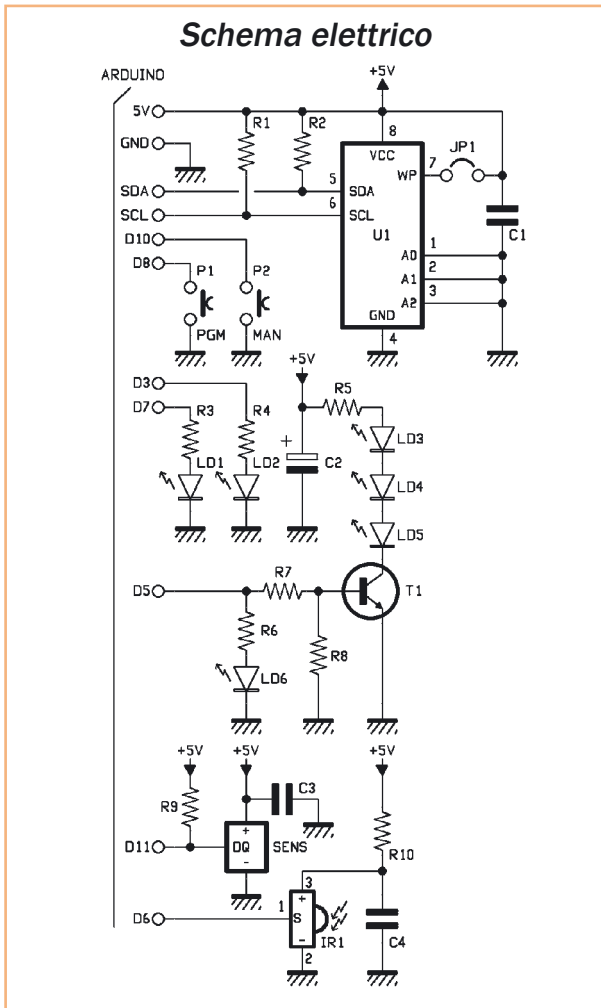 Schema elettrico
ARDUINO
+5V
5V
R1
R2
8
GND
VCC
7
JP1
WP
5
SDA
SDA
6
SCL
SCL
U1
C1
D10
A0
1
D8
P1
P2
A1
2
A2
3
GND
PGM
MAN
4
+5V
D3
R5
D7
R3
R4
LD3
+
LD1
LD2
C2
LD4
LD5
R7
D5
T1
R6
R8
LD6
+5V
+5V
+5V
C3
R9
+
D11
DQ
SENS
R10
-
3
+
1
D6
S
C4
-
IR1
2